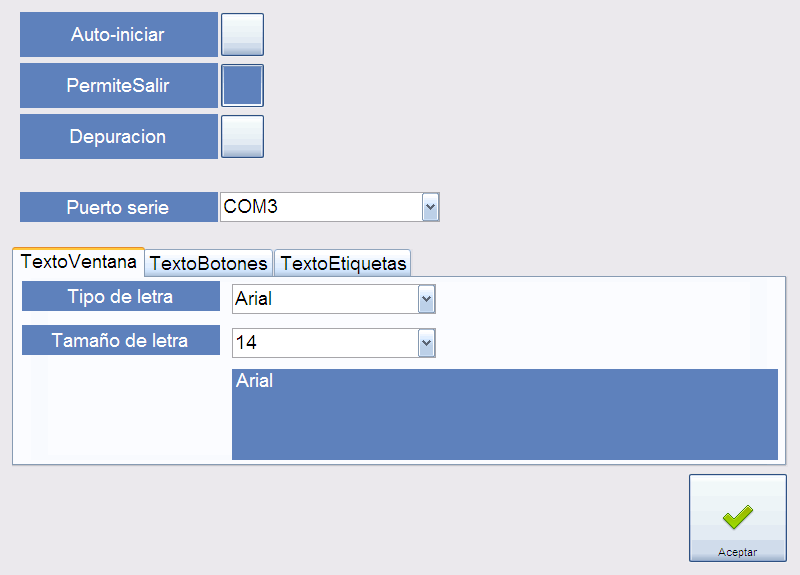 Auto-iniciar
PermiteSalir
Depuracion
Puerto serie COM3
TextoVentana TextoBotones TextoEtiquetas
Tipo de letra Arial
Tamaño de letra 14
Arial
Aceptar